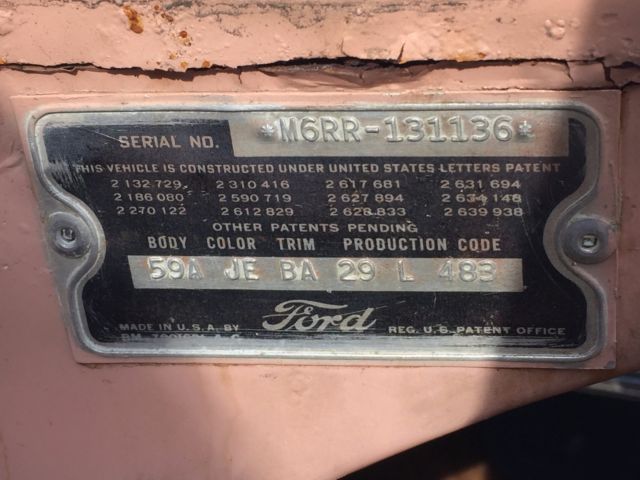 SERIAL NO. *M6RR-131136*
THIS VEHICLE IS CONSTRUCTED UNDER UNITED STATES LETTERS PATENT
2 132 729 2 310 416 2 617 681 2 631 694
2 186 080 2 590 719 2 627 894 2 634 148
2 270 122 2 612 829 2 628 833 2 639 938
OTHER PATENTS PENDING
BODY COLOR TRIM PRODUCTION CODE
59A JE BA 29 L 483
MADE IN U.S.A. BY Ford REG. U.S. PATENT OFFICE